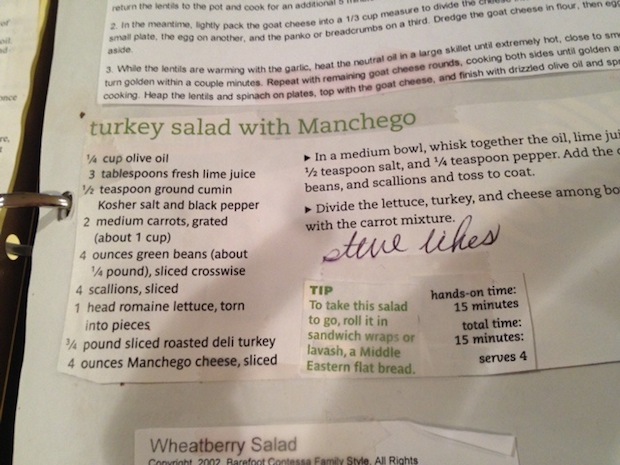 return the lentils to the pot and cook for an additional 5
2. In the meantime, lightly pack the goat cheese into a 1/3 cup measure to divide the cheese
small plate, the egg on another, and the panko or breadcrumbs on a third. Dredge the goat cheese in flour, then egg
aside.
3. While the lentils are warming with the garlic, heat the neutral oil in a large skillet until extremely hot, close to sm
turn golden within a couple minutes. Repeat with remaining goat cheese rounds, cooking both sides until golden a
cooking. Heap the lentils and spinach on plates, top with the goat cheese, and finish with drizzled olive oil and sp
turkey salad with Manchego
¼ cup olive oil
3 tablespoons fresh lime juice
½ teaspoon ground cumin
Kosher salt and black pepper
2 medium carrots, grated
(about 1 cup)
4 ounces green beans (about
¼ pound), sliced crosswise
4 scallions, sliced
1 head romaine lettuce, torn
into pieces
¾ pound sliced roasted deli turkey
4 ounces Manchego cheese, sliced
► In a medium bowl, whisk together the oil, lime jui
½ teaspoon salt, and ¼ teaspoon pepper. Add the c
beans, and scallions and toss to coat.
► Divide the lettuce, turkey, and cheese among bo
with the carrot mixture.
steve likes
TIP
To take this salad
to go, roll it in
sandwich wraps or
lavash, a Middle
Eastern flat bread.
hands-on time:
15 minutes
total time:
15 minutes:
serves 4
Wheatberry Salad
Copyright, 2002, Barefoot Contessa Family Style, All Rights